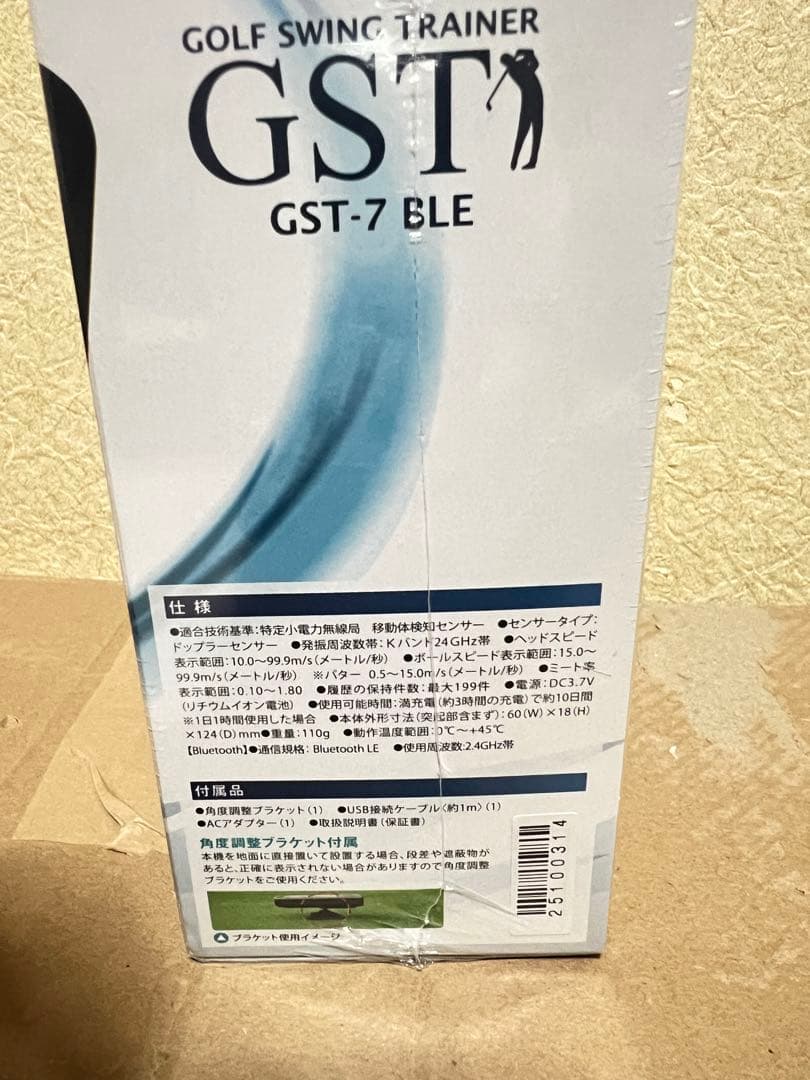 GOLF SWING TRAINER
GST
GST-7 BLE
仕様
●適合技術基準:特定小電力無線局 移動体検知センサー ●センサータイプ:
ドップラーセンサー ●発振周波数帯:Kバンド24GHz帯 ●ヘッドスピード
表示範囲:10.0〜99.9m/s(メートル/秒) ●ボールスピード表示範囲:15.0〜
99.9m/s(メートル/秒) ※パター 0.5〜15.0m/s(メートル/秒) ●ミート率
表示範囲:0.10〜1.80 ●履歴の保持件数:最大199件 ●電源:DC3.7V
(リチウムイオン電池) ●使用可能時間:満充電(約3時間の充電)で約10日間
※1日1時間使用した場合 ●本体外形寸法(突起部含まず):60(W)×18(H)
×124(D)mm●重量:110g ●動作温度範囲:0℃〜+45℃
【Bluetooth】●通信規格:Bluetooth LE ●使用周波数:2.4GHz帯
付属品
●角度調整ブラケット(1) ●USB接続ケーブル〈約1m〉(1)
●ACアダプター(1) ●取扱説明書(保証書)
角度調整ブラケット付属
本機を地面に直接置いて設置する場合、段差や遮蔽物が
あると、正確に表示されない場合がありますので角度調整
ブラケットをご使用ください。
ブラケット使用イメージ
25100314